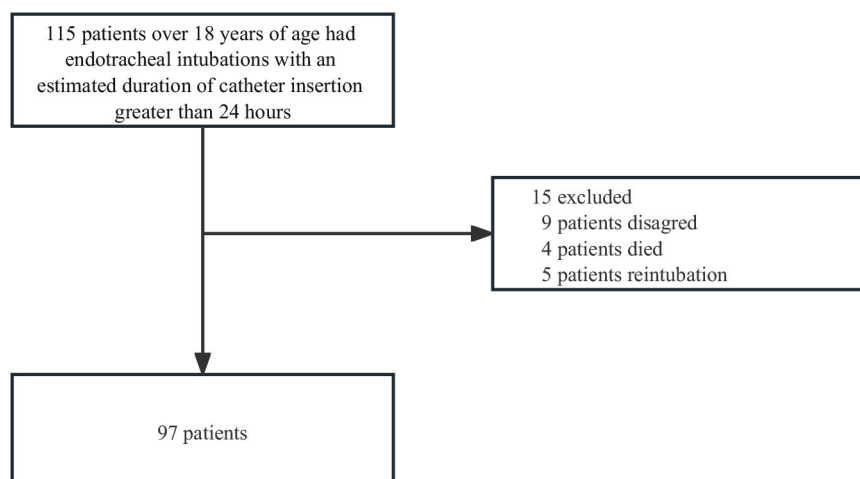 115 patients over 18 years of age had
endotracheal intubations with an
estimated duration of catheter insertion
greater than 24 hours
15 excluded
9 patients disagred
4 patients died
5 patients reintubation
97 patients